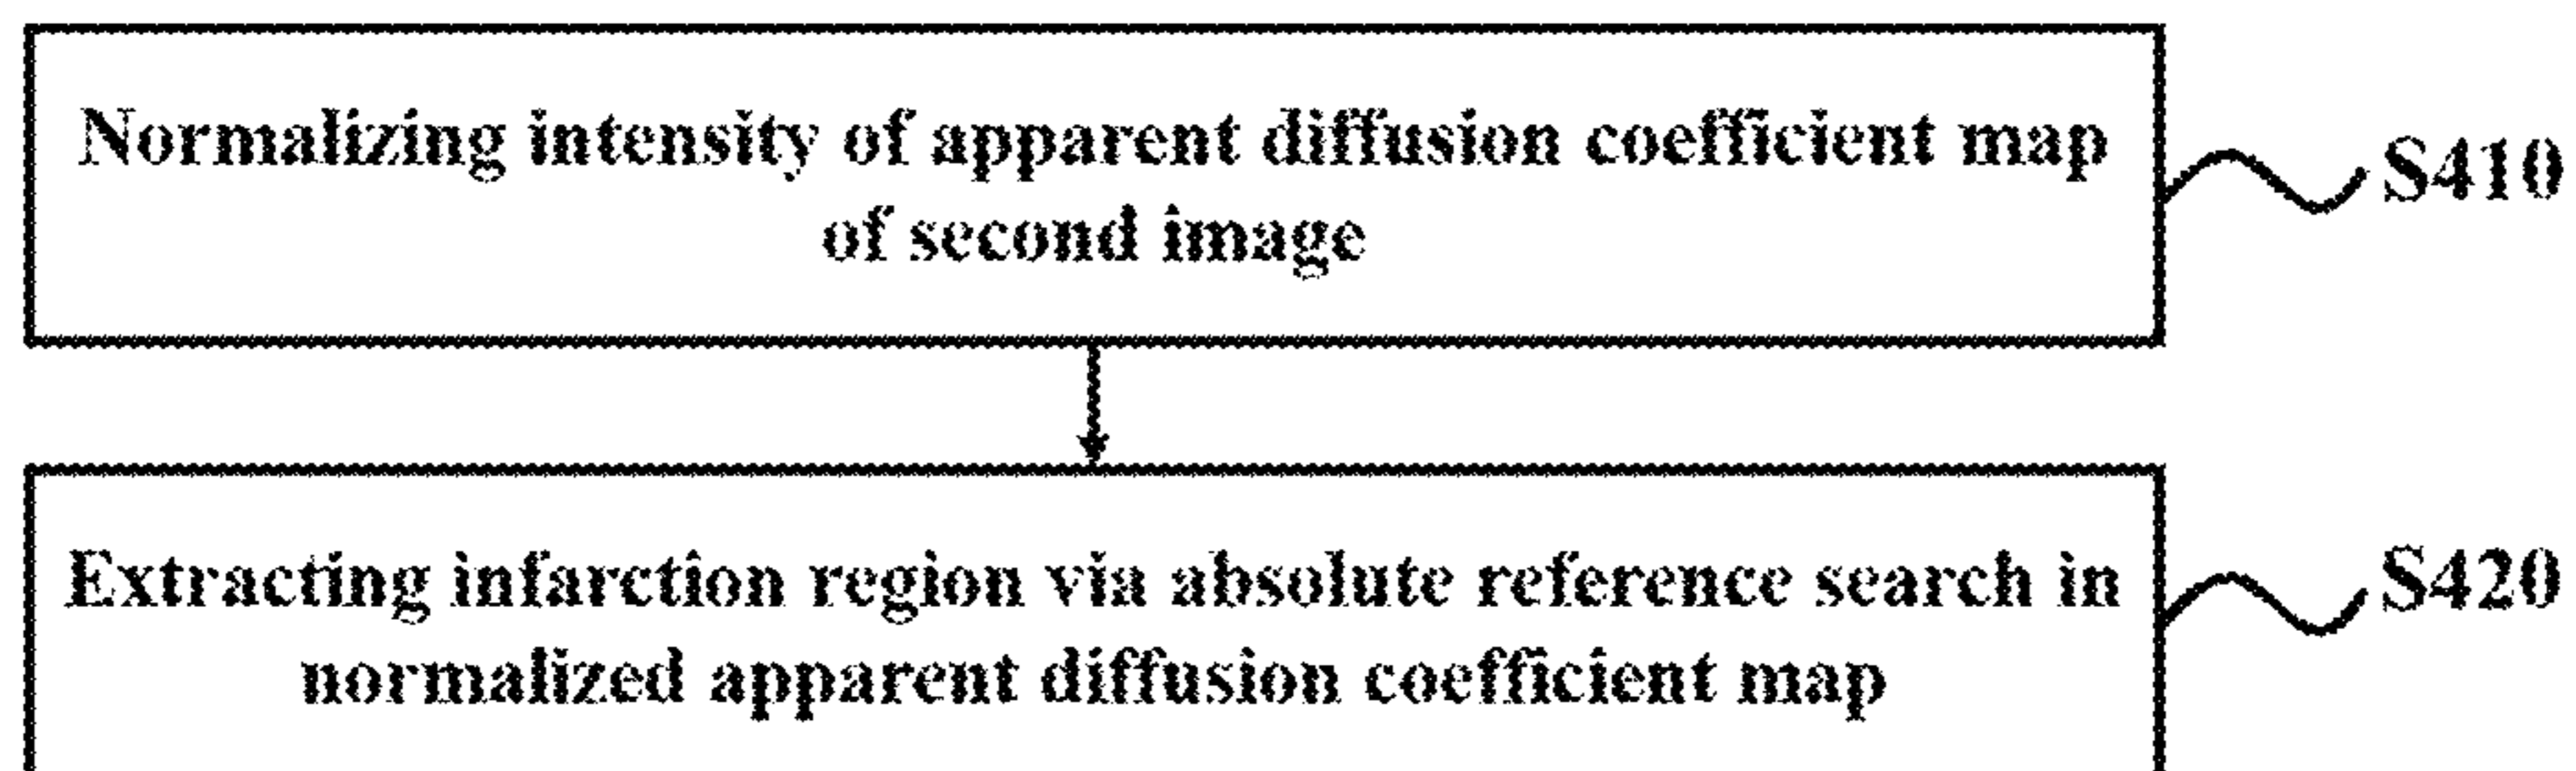 Normalizing intensity of apparent diffusion coefficient map
of second image
S410
Extracting infarction region via absolute reference search in
normalized apparent diffusion coefficient map
S420